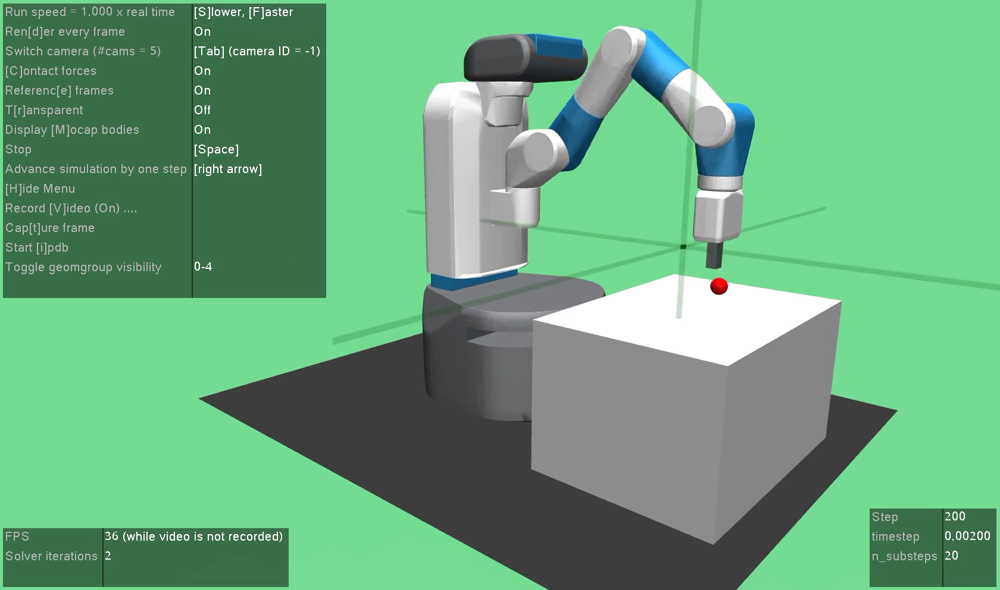 Run speed = 1.000 x real time [S]lower, [F]aster
Ren[d]er every frame On
Switch camera (#cams = 5) [Tab] (camera ID = -1)
[C]ontact forces On
Referenc[e] frames On
T[r]ansparent Off
Display [M]ocap bodies On
Stop [Space]
Advance simulation by one step [right arrow]
[H]ide Menu
Record [V]ideo (On) ....
Cap[t]ure frame
Start [i]pdb
Toggle geomgroup visibility 0-4
FPS 36 (while video is not recorded)
Solver iterations 2
Step 200
timestep 0.00200
n_substeps 20